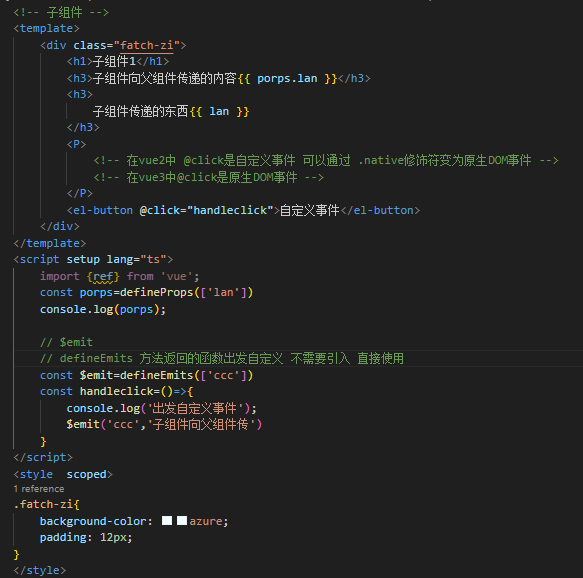 <!-- 子组件 -->
<template>
<div class="fatch-zi">
<h1>子组件1</h1>
<h3>子组件向父组件传递的内容{{ porps.lan }}</h3>
<h3>
子组件传递的东西{{ lan }}
</h3>
<P>
<!-- 在vue2中 @click是自定义事件 可以通过 .native修饰符变为原生DOM事件 -->
<!-- 在vue3中@click是原生DOM事件 -->
</P>
<el-button @click="handleclick">自定义事件</el-button>
</div>
</template>
<script setup lang="ts">
import {ref} from 'vue';
const porps=defineProps(['lan'])
console.log(porps);
// $emit
// defineEmits 方法返回的函数出发自定义 不需要引入 直接使用
const $emit=defineEmits(['ccc'])
const handleclick=()=>{
console.log('出发自定义事件');
$emit('ccc','子组件向父组件传')
}
</script>
<style  scoped>
1 reference
.fatch-zi{
background-color: azure;
padding: 12px;
}
</style>